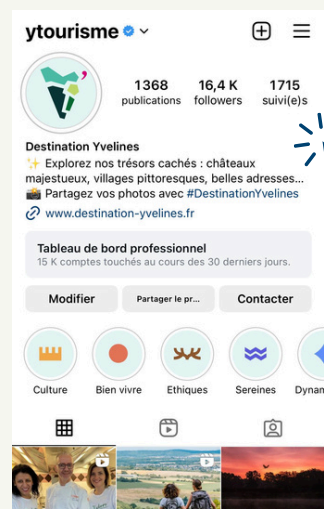 ytourisme
1368 16,4 K 1715
publications followers suivi(e)s
Destination Yvelines
✨ Explorez nos trésors cachés : châteaux
majestueux, villages pittoresques, belles adresses...
📸 Partagez vos photos avec #DestinationYvelines
www.destination-yvelines.fr
Tableau de bord professionnel
15 K comptes touchés au cours des 30 derniers jours.
Modifier Partager le pr... Contacter
Culture Bien vivre Ethiques Sereines Dynam